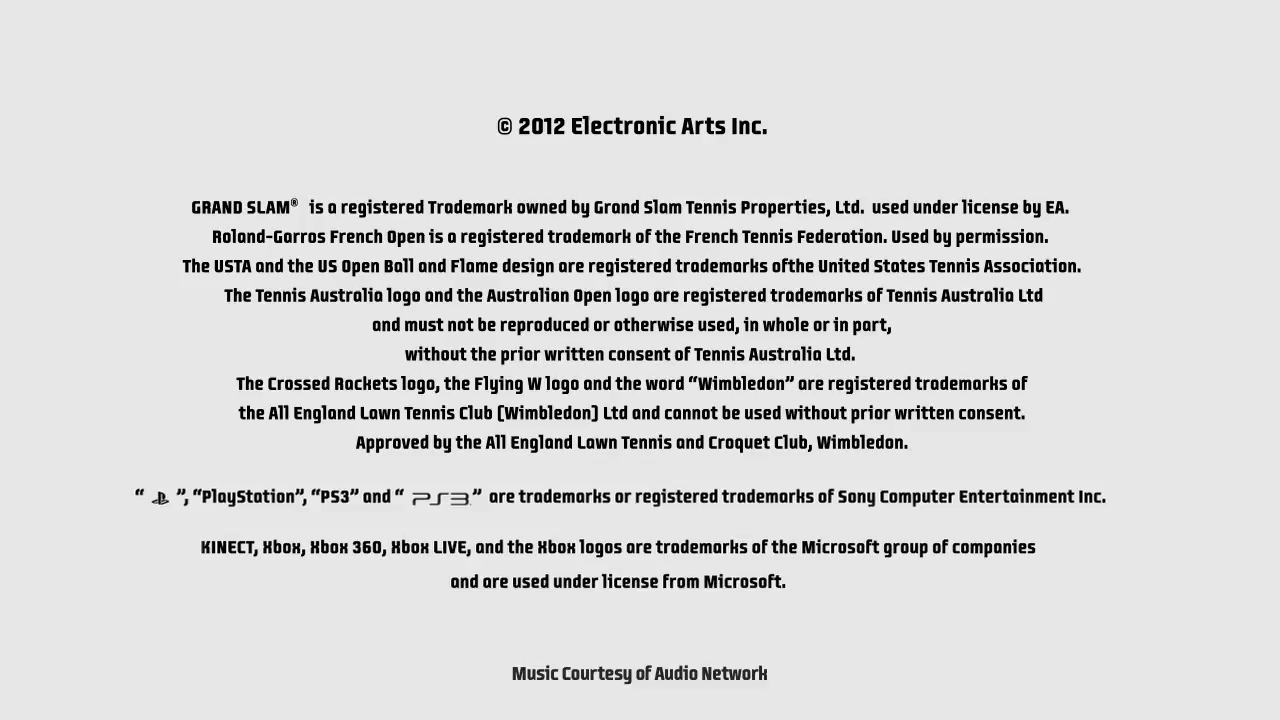 © 2012 Electronic Arts Inc.
GRAND SLAM® is a registered Trademark owned by Grand Slam Tennis Properties, Ltd. used under license by EA.
Roland-Garros French Open is a registered trademark of the French Tennis Federation. Used by permission.
The USTA and the US Open Ball and Flame design are registered trademarks ofthe United States Tennis Association.
The Tennis Australia logo and the Australian Open logo are registered trademarks of Tennis Australia Ltd
and must not be reproduced or otherwise used, in whole or in part,
without the prior written consent of Tennis Australia Ltd.
The Crossed Rackets logo, the Flying W logo and the word “Wimbledon” are registered trademarks of
the All England Lawn Tennis Club (Wimbledon) Ltd and cannot be used without prior written consent.
Approved by the All England Lawn Tennis and Croquet Club, Wimbledon.
“ ”, “PlayStation”, “PS3” and “ PS3 ” are trademarks or registered trademarks of Sony Computer Entertainment Inc.
KINECT, Xbox, Xbox 360, Xbox LIVE, and the Xbox logos are trademarks of the Microsoft group of companies
and are used under license from Microsoft.
Music Courtesy of Audio Network